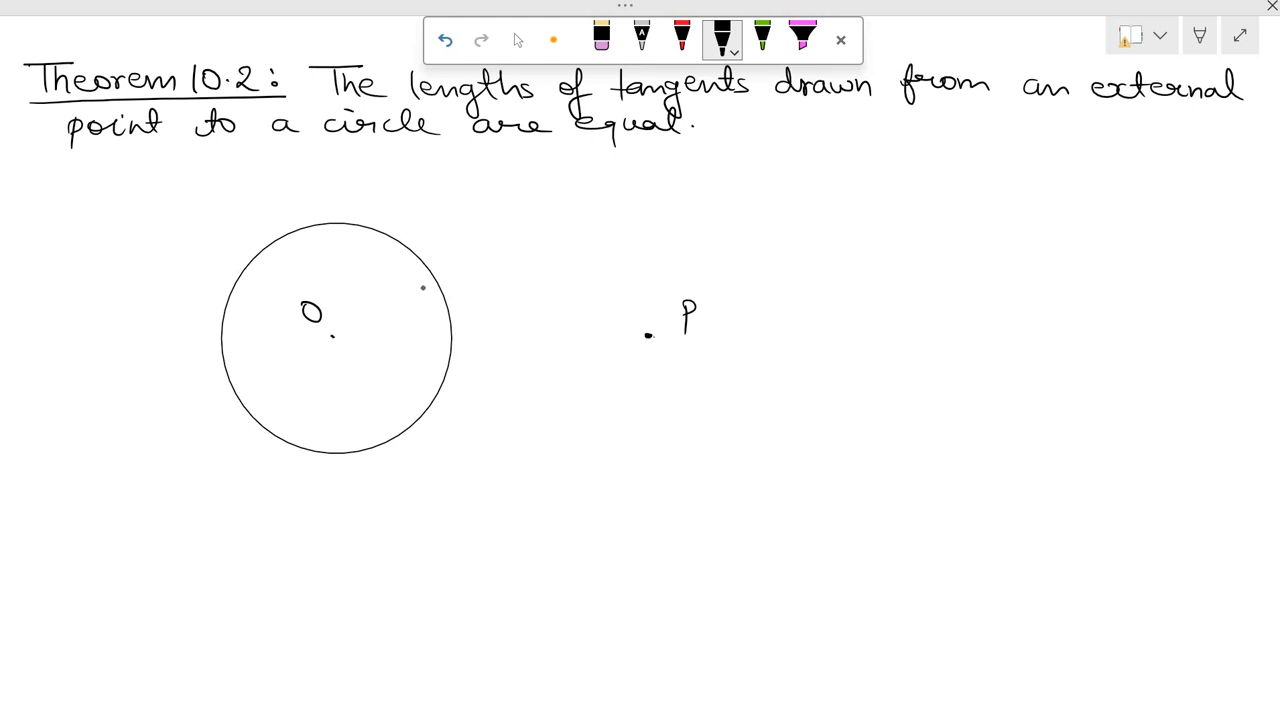 Theorem 10.2: The lengths of tangents drawn from an external
point to a circle are equal.
O
P